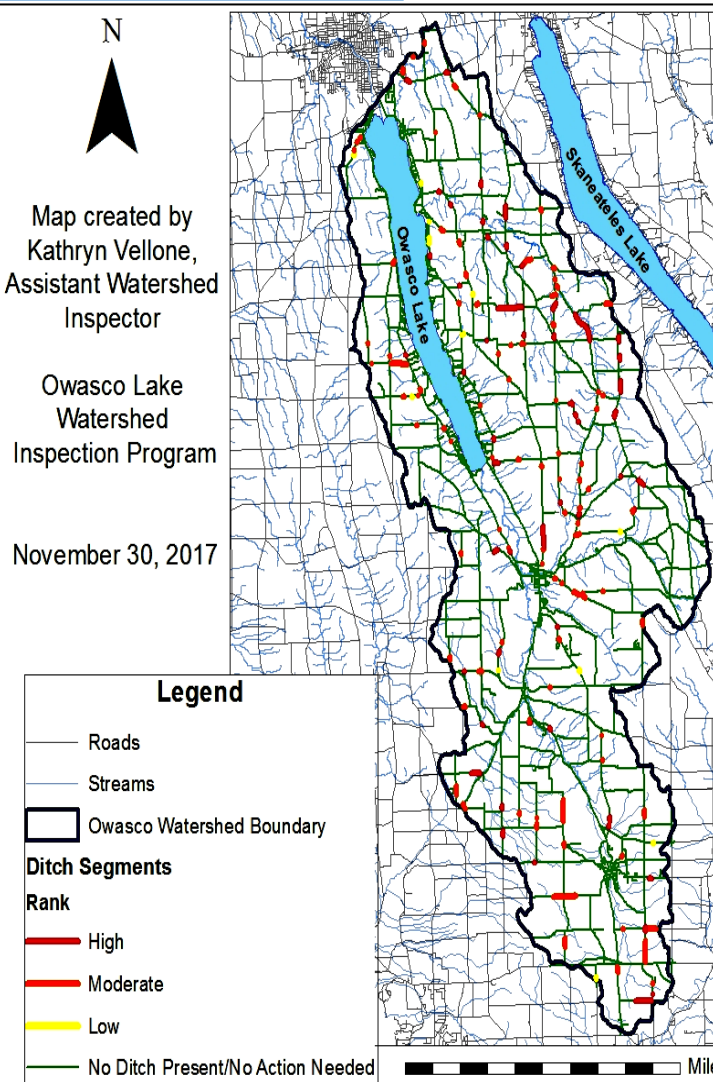 N
Map created by
Kathryn Vellone,
Assistant Watershed
Inspector
Owasco Lake
Watershed
Inspection Program
November 30, 2017
Skaneateles Lake
Owasco Lake
Legend
Roads
Streams
Owasco Watershed Boundary
Ditch Segments
Rank
High
Moderate
Low
No Ditch Present/No Action Needed
Mile